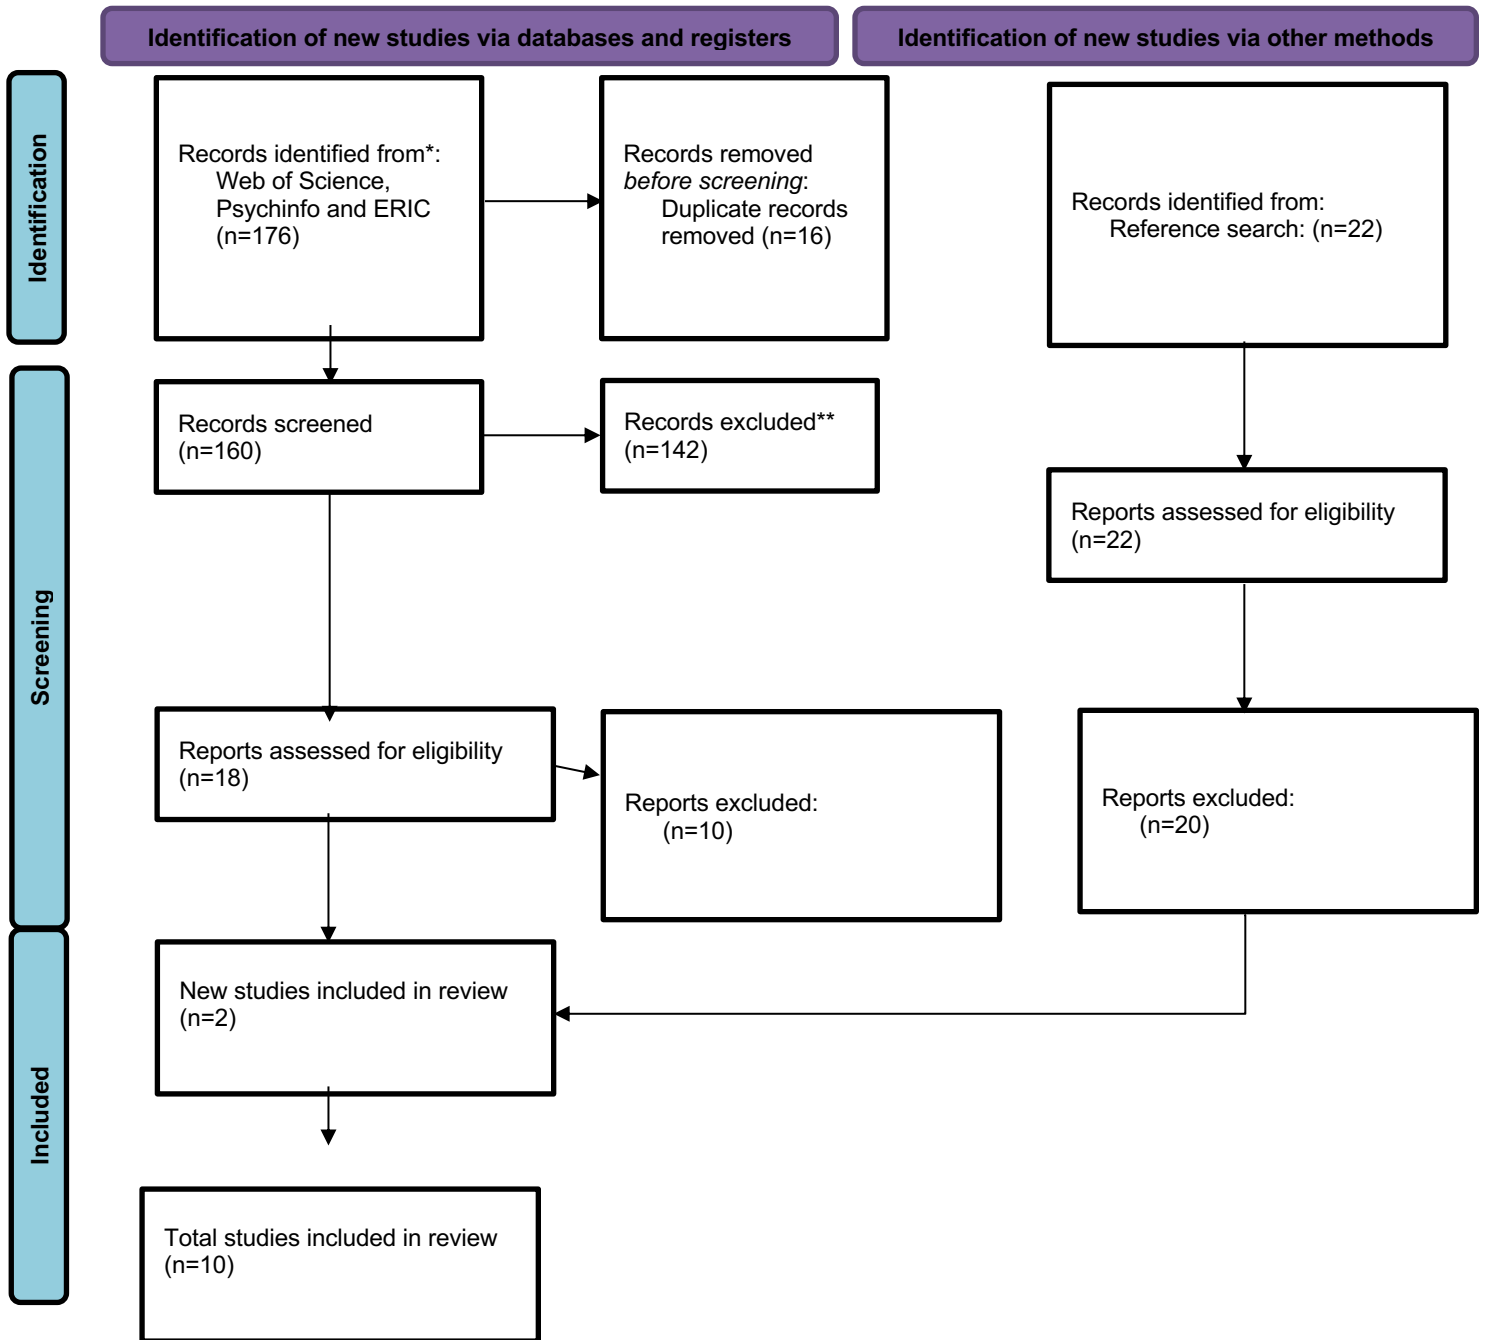 Identification of new studies via databases and registers
Identification of new studies via other methods
Identification
Records identified from*:
Web of Science,
Psychinfo and ERIC
(n=176)
Records removed
before screening:
Duplicate records
removed (n=16)
Records identified from:
Reference search: (n=22)
Screening
Records screened
(n=160)
Records excluded**
(n=142)
Reports assessed for eligibility
(n=22)
Reports assessed for eligibility
(n=18)
Reports excluded:
(n=10)
Reports excluded:
(n=20)
Included
New studies included in review
(n=2)
Total studies included in review
(n=10)